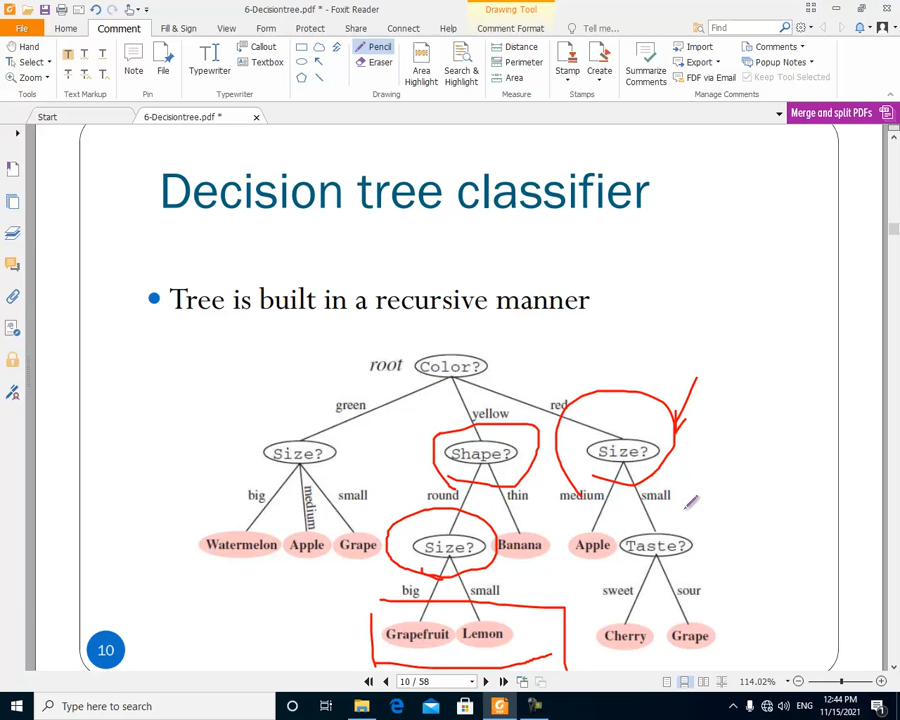 6-Decisiontree.pdf * - Foxit Reader
Drawing Tool
File Home Comment Fill & Sign View Form Protect Share Connect Help Comment Format Tell me... Find
Hand Select Zoom Tools
T T T T T T Text Markup
Note File Pin
Typewriter Callout Textbox Typewriter
Pencil Eraser Drawing
Area Highlight Search & Highlight
Distance Perimeter Area Measure
Stamp Create Stamps
Summarize Comments Import Export FDF via Email Comments Popup Notes Keep Tool Selected Manage Comments
Start 6-Decisiontree.pdf * Merge and split PDFs
Decision tree classifier
• Tree is built in a recursive manner
root Color?
green yellow red
Size? Shape? Size?
big medium small round thin medium small
Watermelon Apple Grape Size? Banana Apple Taste?
big small sweet sour
Grapefruit Lemon Cherry Grape
10
10 / 58 114.02%
ENG 12:44 PM 11/15/2021